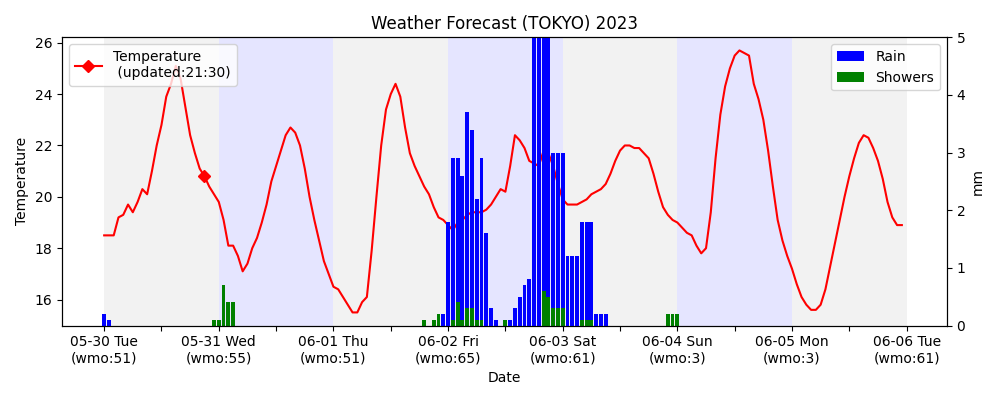 Weather Forecast (TOKYO) 2023
Temperature
(updated:21:30)
Rain
Showers
26
24
22
20
18
16
Temperature
5
4
3
2
1
0
mm
05-30 Tue
(wmo:51)
05-31 Wed
(wmo:55)
06-01 Thu
(wmo:51)
06-02 Fri
(wmo:65)
06-03 Sat
(wmo:61)
06-04 Sun
(wmo:3)
06-05 Mon
(wmo:3)
06-06 Tue
(wmo:61)
Date